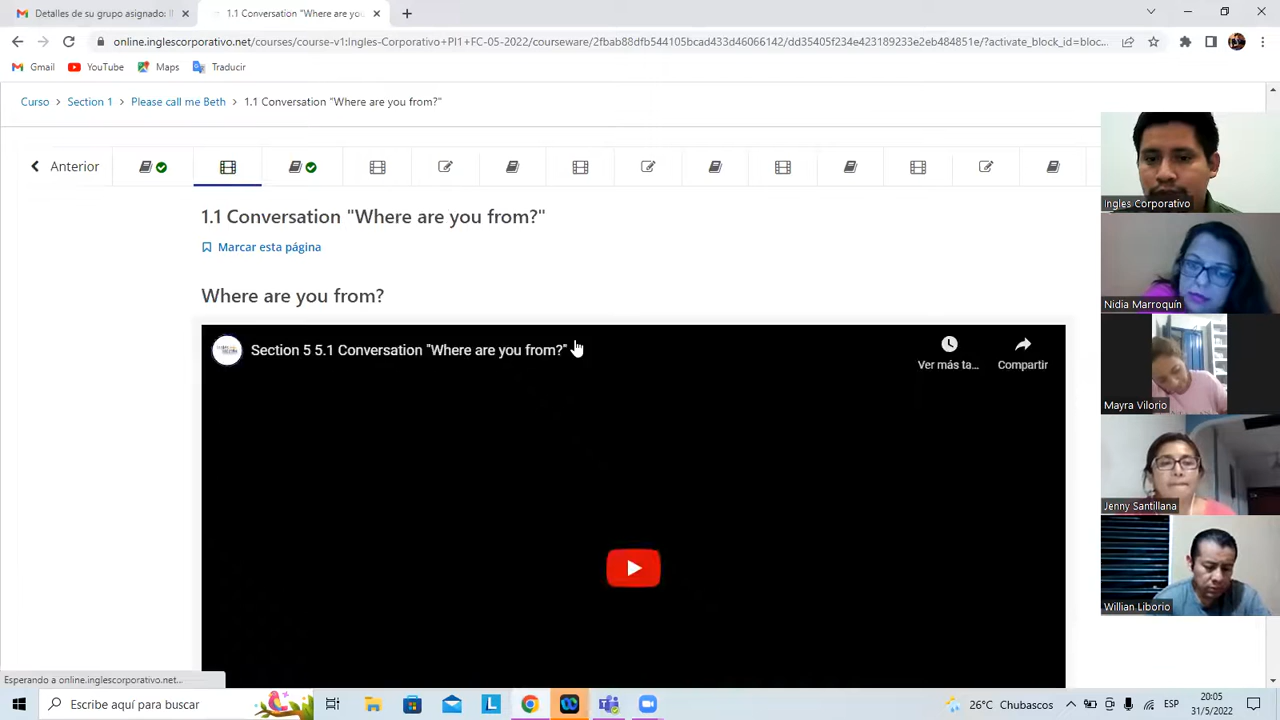 Detalles de su grupo asignado: II
1.1 Conversation "Where are you
online.inglescorporativo.net/courses/course-v1:Ingles-Corporativo+PI1+FC-05-2022/courseware/2fbab88dfb544105bcad433d46066142/dd35405f234e423189233e2eb484851e/?activate_block_id=bloc...
Gmail
YouTube
Maps
Traducir
Curso > Section 1 > Please call me Beth > 1.1 Conversation "Where are you from?"
Anterior
1.1 Conversation "Where are you from?"
Marcar esta página
Where are you from?
Section 5 5.1 Conversation "Where are you from?"
Ver más ta...
Compartir
Ingles Corporativo
Nidia Marroquín
Mayra Vilorio
Jenny Santillana
Willian Liborio
Esperando a online.inglescorporativo.net...
Escribe aquí para buscar
26°C Chubascos
ESP
20:05
31/5/2022